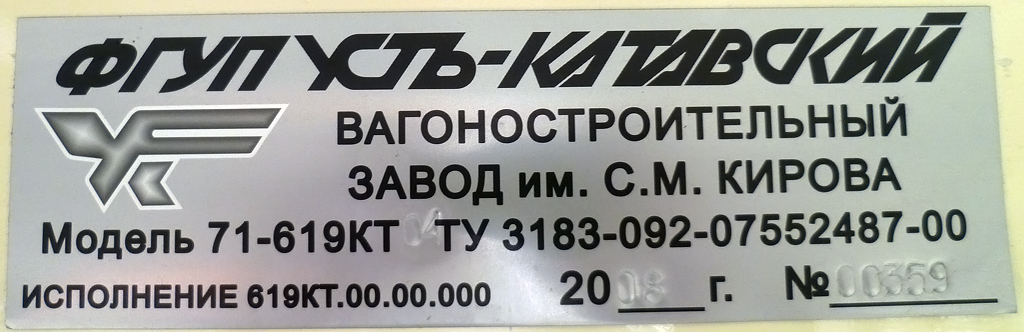 ФГУП УСТЬ-КАТАВСКИЙ
ВАГОНОСТРОИТЕЛЬНЫЙ
ЗАВОД им. С.М. КИРОВА
Модель 71-619КТ 04 ТУ 3183-092-07552487-00
ИСПОЛНЕНИЕ 619КТ.00.00.000 2008 г. №00359